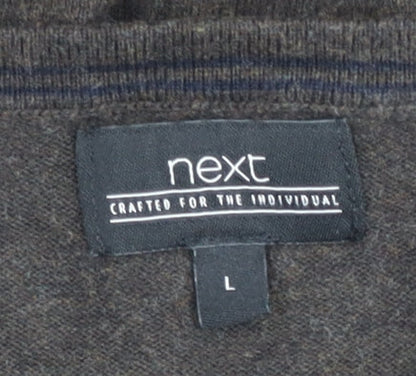 next
CRAFTED FOR THE INDIVIDUAL
L